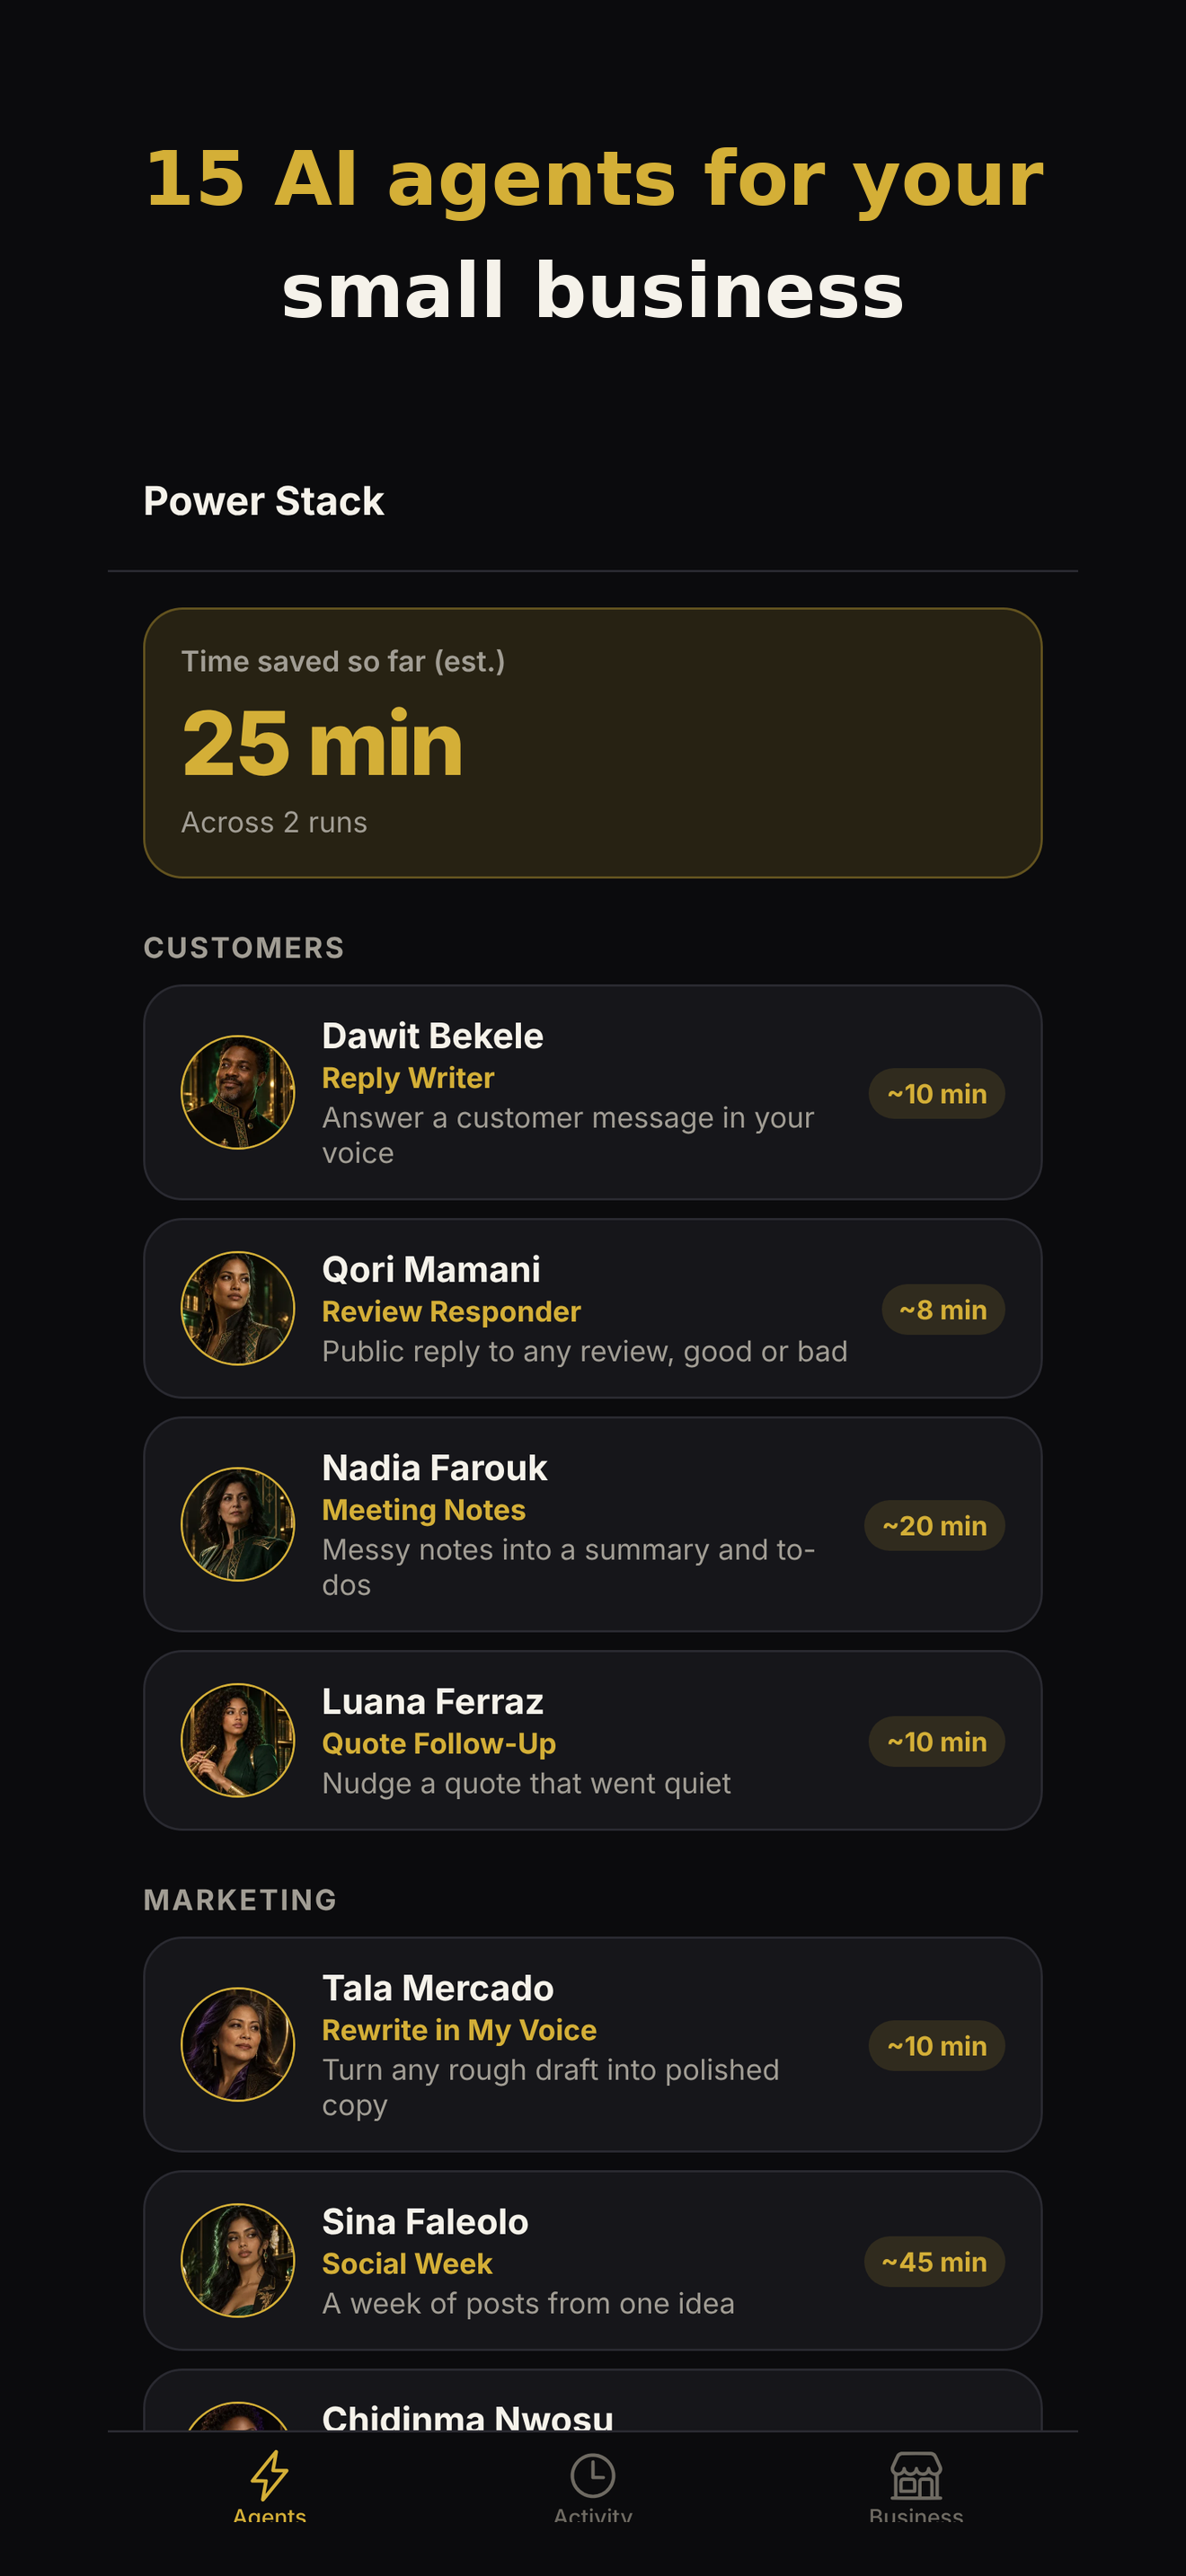 15 AI agents for your
small business
Power Stack
Time saved so far (est.)
25 min
Across 2 runs
CUSTOMERS
Dawit Bekele
Reply Writer
Answer a customer message in your
voice
~10 min
Qori Mamani
Review Responder
Public reply to any review, good or bad
~8 min
Nadia Farouk
Meeting Notes
Messy notes into a summary and to-
dos
~20 min
Luana Ferraz
Quote Follow-Up
Nudge a quote that went quiet
~10 min
MARKETING
Tala Mercado
Rewrite in My Voice
Turn any rough draft into polished
copy
~10 min
Sina Faleolo
Social Week
A week of posts from one idea
~45 min
Chidinma Nwosu
Agents
Activity
Business